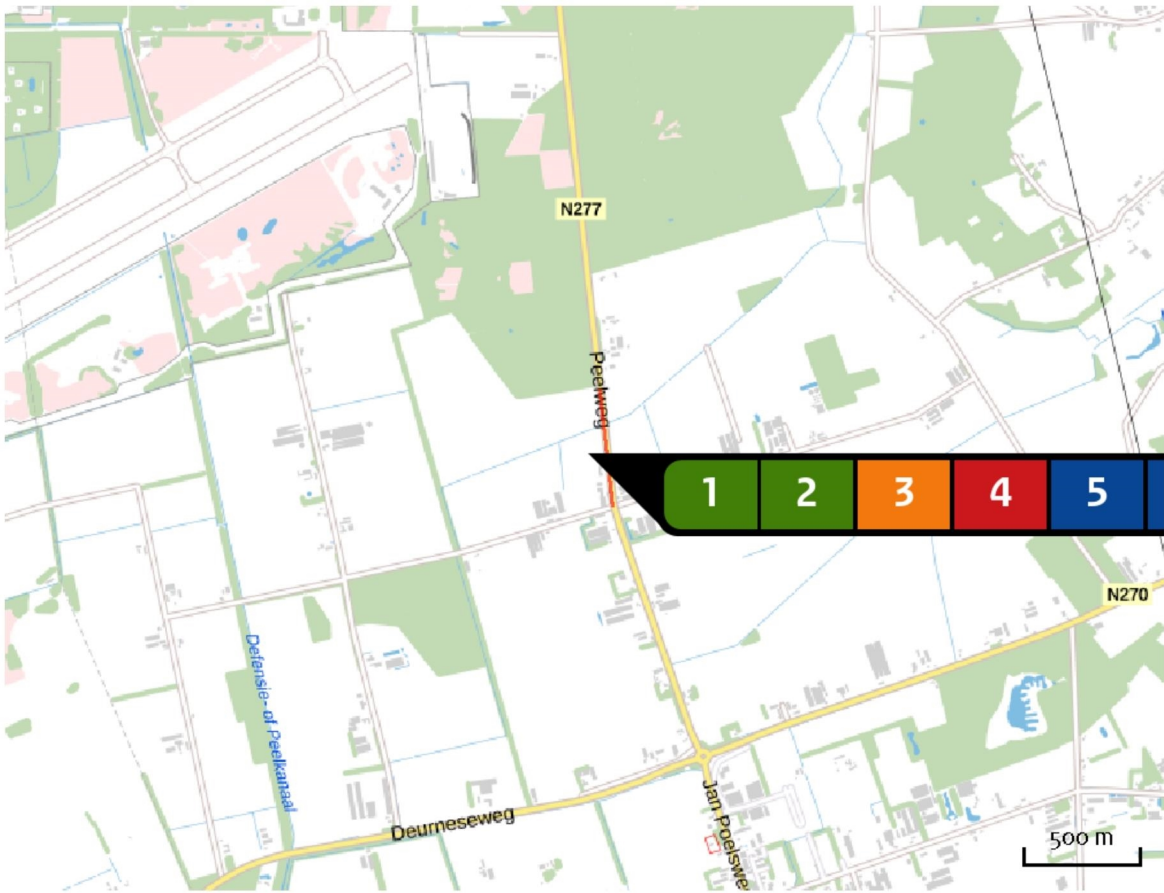 N277
Peelweg
1 2 3 4 5
N270
Defensie- of Peelkanaal
Deurneseweg
Jan Poelsweg
500 m